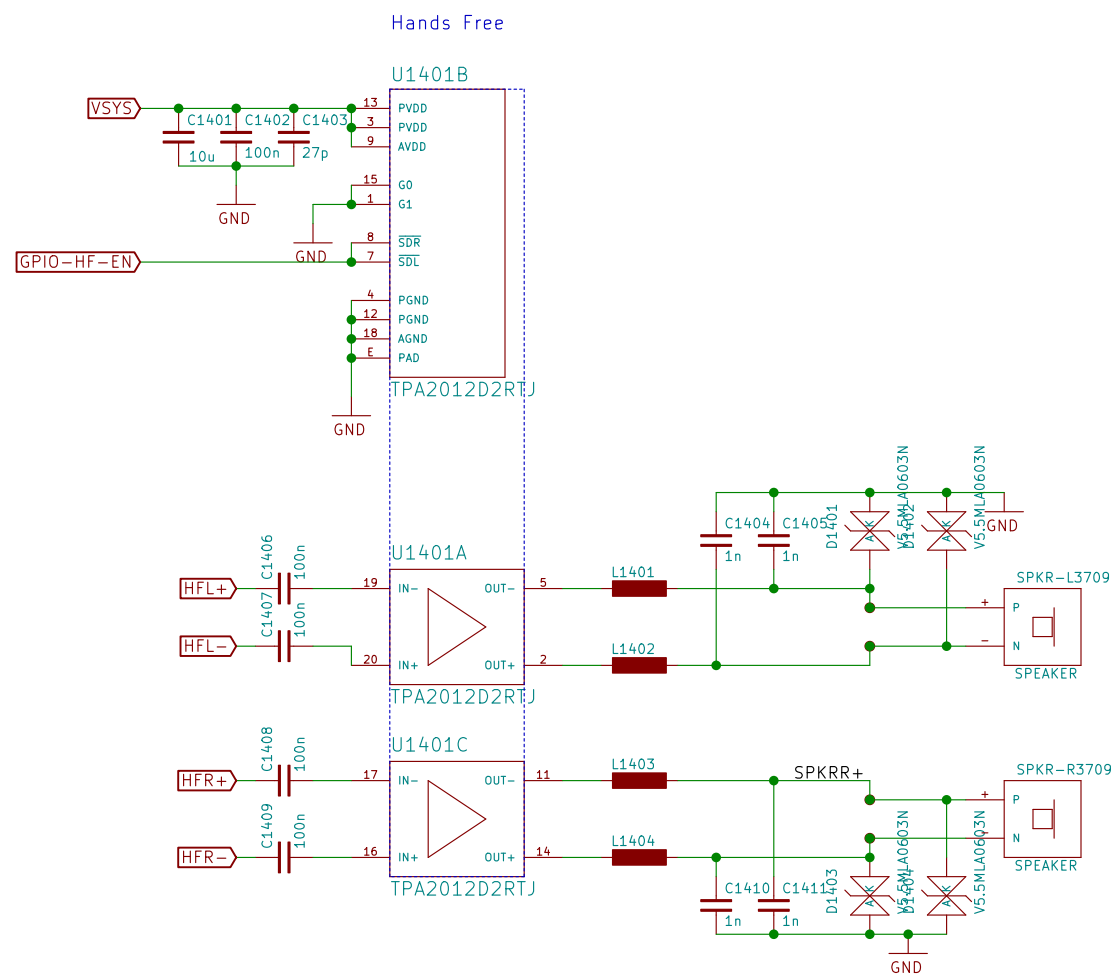 Hands Free
U1401B
VSYS
13 PVDD
C1401 C1402 C1403
3 PVDD
9 AVDD
10u 100n 27p
15 G0
1 G1
GND
8 SDR
GND
GPIO-HF-EN
7 SDL
4 PGND
12 PGND
18 AGND
E PAD
TPA2012D2RTJ
GND
V5.5MLA0603N
V5.5MLA0603N
D1401
D1402
A K
A K
GND
C1404 C1405
1n 1n
U1401A
C1406
100n
HFL+
19 IN-
OUT- 5
L1401
SPKR-L3709
+ P
C1407
100n
HFL-
- N
20 IN+
OUT+ 2
L1402
SPEAKER
TPA2012D2RTJ
U1401C
C1408
100n
HFR+
17 IN-
OUT- 11
L1403
SPKRR+
SPKR-R3709
+ P
C1409
100n
- N
HFR-
16 IN+
OUT+ 14
L1404
SPEAKER
TPA2012D2RTJ
C1410 C1411
1n 1n
D1403
V5.5MLA0603N
D1404
V5.5MLA0603N
A K
A K
GND